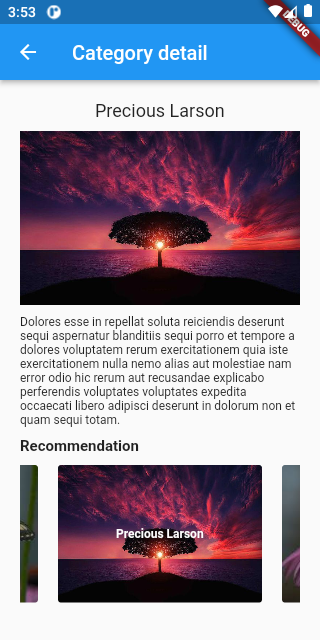 3:53
DEBUG
Category detail
Precious Larson
Dolores esse in repellat soluta reiciendis deserunt
sequi aspernatur blanditiis sequi porro et tempore a
dolores voluptatem rerum exercitationem quia iste
exercitationem nulla nemo alias aut molestiae nam
error odio hic rerum aut recusandae explicabo
perferendis voluptates voluptates expedita
occaecati libero adipisci deserunt in dolorum non et
quam sequi totam.
Recommendation
Precious Larson